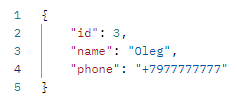 1 {
2     "id": 3,
3     "name": "Oleg",
4     "phone": "+7977777777"
5 }